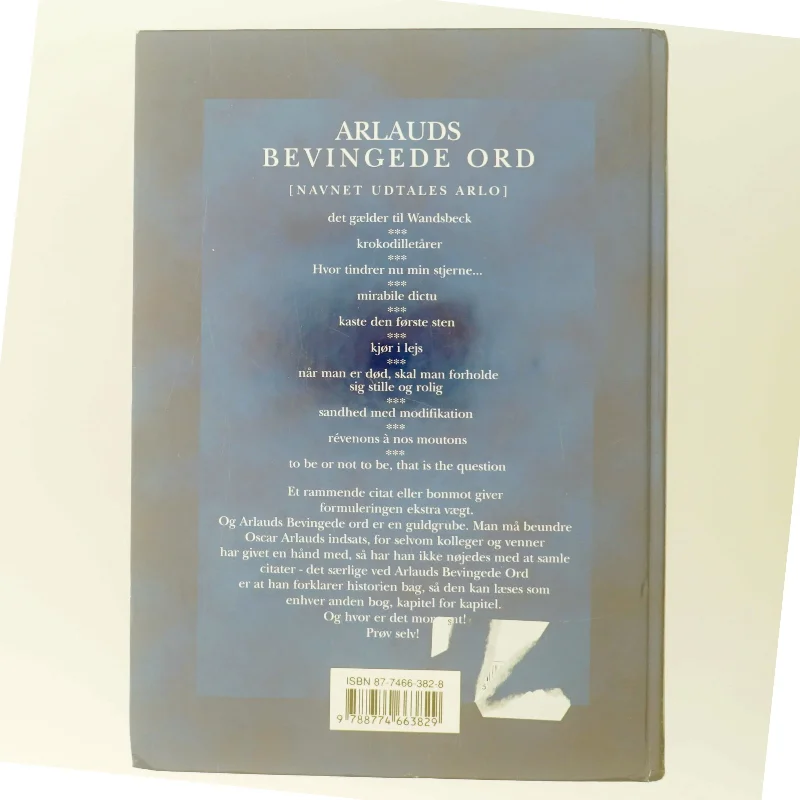 ARLAUDS
BEVINGEDE ORD
[NAVNET UDTALES ARLO]
det gælder til Wandsbeck
***
krokodilletårer
***
Hvor tindrer nu min stjerne...
***
mirabile dictu
***
kaste den første sten
***
kjør i lejs
***
når man er død, skal man forholde
sig stille og rolig
***
sandhed med modifikation
***
révenons à nos moutons
***
to be or not to be, that is the question
Et rammende citat eller bonmot giver
formuleringen ekstra vægt.
Og Arlauds Bevingede ord er en guldgrube. Man må beundre
Oscar Arlauds indsats, for selvom kolleger og venner
har givet en hånd med, så har han ikke nøjedes med at samle
citater - det særlige ved Arlauds Bevingede Ord
er at han forklarer historien bag, så den kan læses som
enhver anden bog, kapitel for kapitel.
Og hvor er det
Prøv selv!
ISBN 87-7466-382-8
9 788774 663829